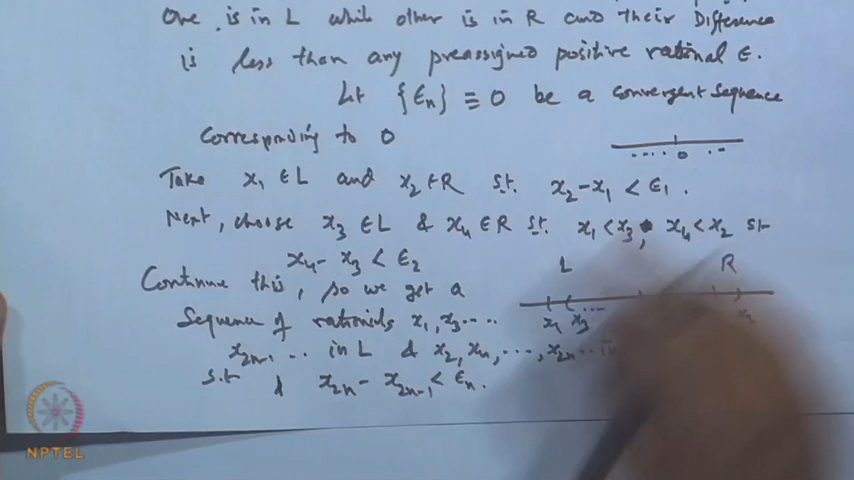 One is in L while other is in R and their Difference
is less than any preassigned positive rational ε.
Let {εn} ≡ 0 be a convergent sequence
corresponding to 0
0
Take x1 ∈ L and x2 ∈ R s.t. x2 - x1 < ε1.
Next, choose x3 ∈ L & x4 ∈ R s.t. x1 < x3, x4 < x2 st
x4 - x3 < ε2
L R
Continue this, so we get a
Sequence of rationals x1, x3 ....
x1 x3 ...
x2n-1 .. in L & x2, x4, ..., x2n .. in
s.t & x2n - x2n-1 < εn.
NPTEL